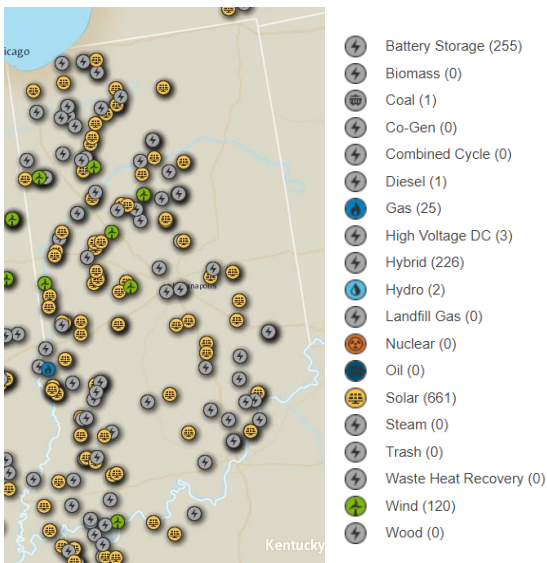 icago
napolis
Kentucky
Battery Storage (255)
Biomass (0)
Coal (1)
Co-Gen (0)
Combined Cycle (0)
Diesel (1)
Gas (25)
High Voltage DC (3)
Hybrid (226)
Hydro (2)
Landfill Gas (0)
Nuclear (0)
Oil (0)
Solar (661)
Steam (0)
Trash (0)
Waste Heat Recovery (0)
Wind (120)
Wood (0)